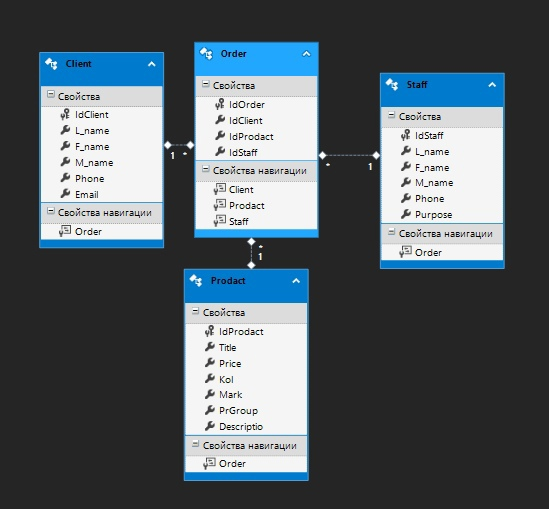 Client
Свойства
IdClient
L_name
F_name
M_name
Phone
Email
Свойства навигации
Order
1
*
Order
Свойства
IdOrder
IdClient
IdProdact
IdStaff
Свойства навигации
Client
Prodact
Staff
*
1
Staff
Свойства
IdStaff
L_name
F_name
M_name
Phone
Purpose
Свойства навигации
Order
*
1
Prodact
Свойства
IdProdact
Title
Price
Kol
Mark
PrGroup
Descriptio
Свойства навигации
Order